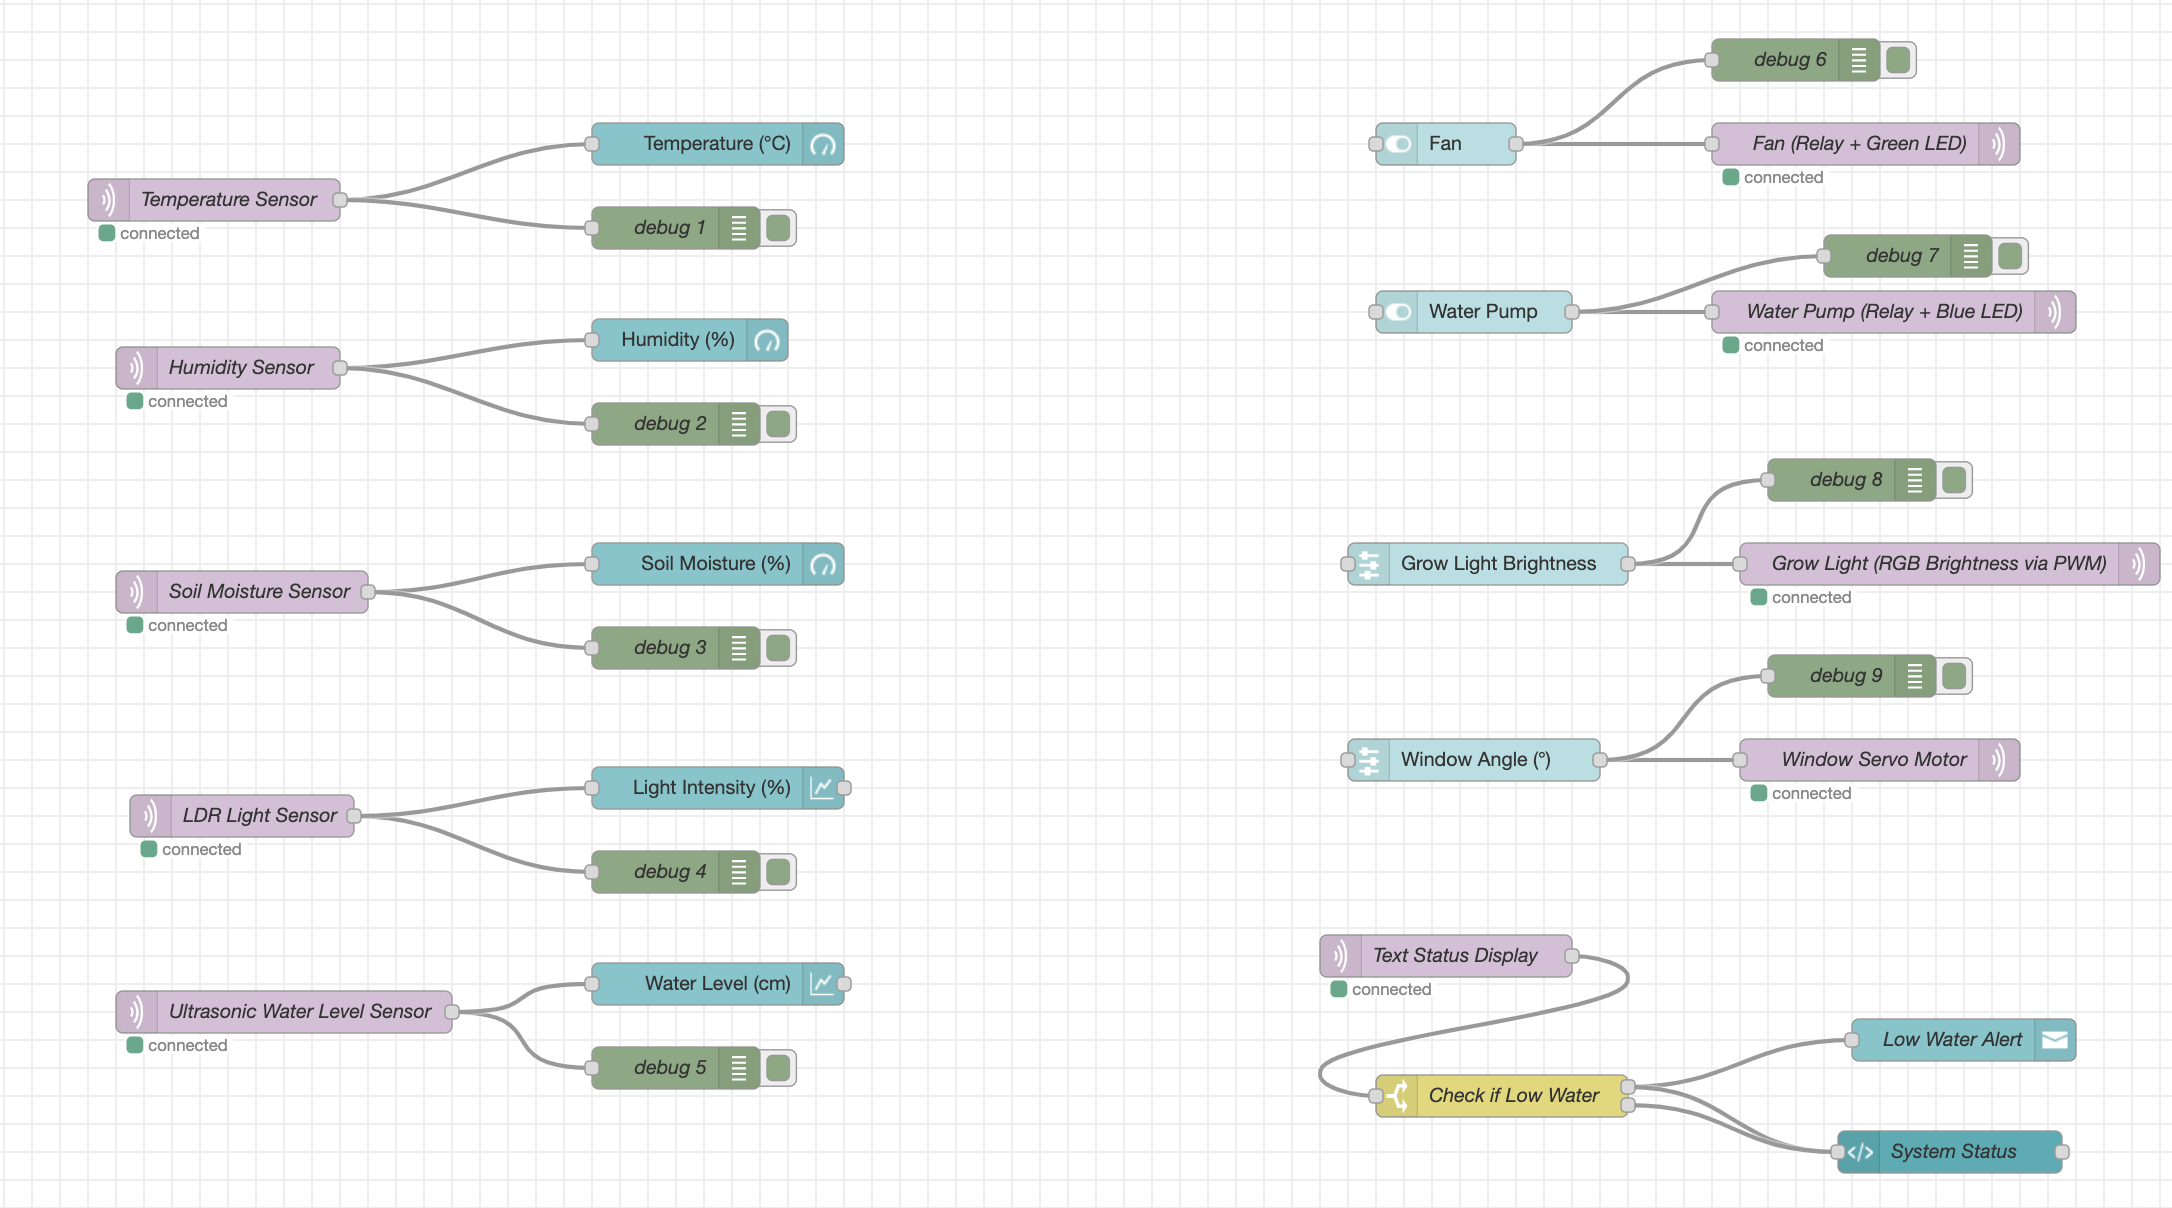 Temperature Sensor
connected
Temperature (°C)
debug 1
Humidity Sensor
connected
Humidity (%)
debug 2
Soil Moisture Sensor
connected
Soil Moisture (%)
debug 3
LDR Light Sensor
connected
Light Intensity (%)
debug 4
Ultrasonic Water Level Sensor
connected
Water Level (cm)
debug 5
debug 6
Fan
Fan (Relay + Green LED)
connected
debug 7
Water Pump
Water Pump (Relay + Blue LED)
connected
debug 8
Grow Light Brightness
Grow Light (RGB Brightness via PWM)
connected
debug 9
Window Angle (°)
Window Servo Motor
connected
Text Status Display
connected
Low Water Alert
Check if Low Water
System Status